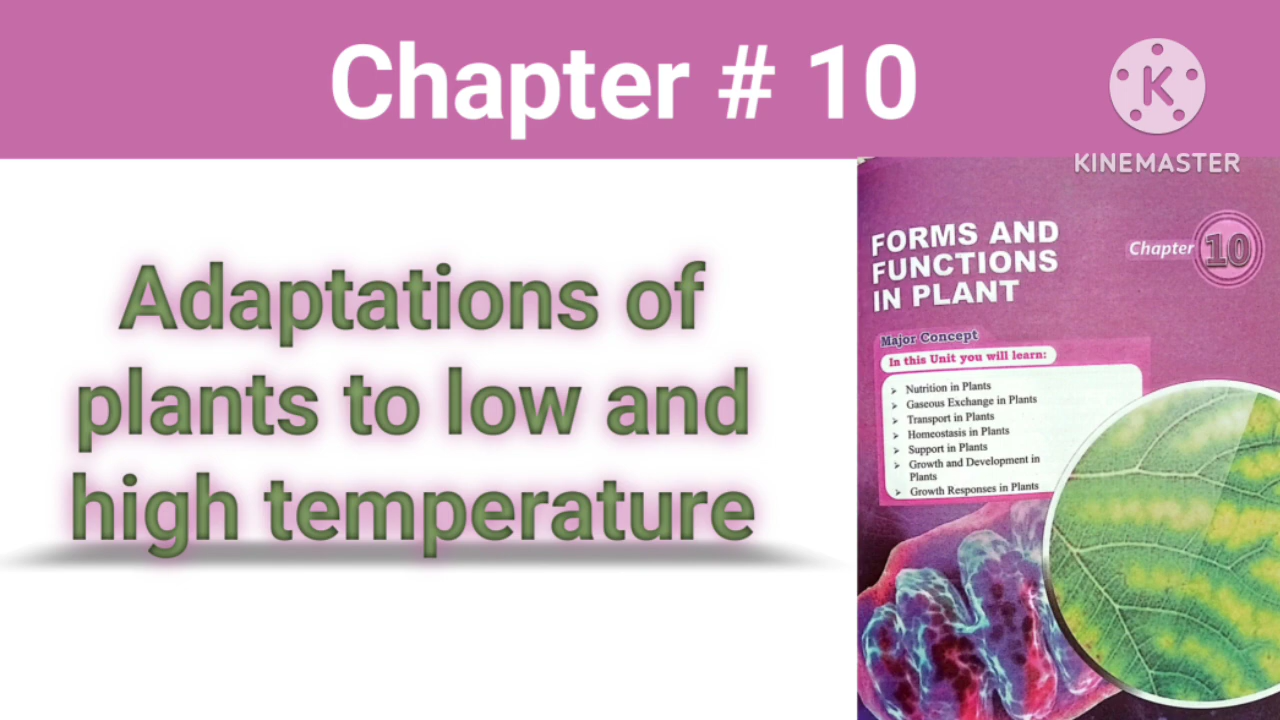 Chapter # 10
K
KINEMASTER
Adaptations of
plants to low and
high temperature
FORMS AND
FUNCTIONS
IN PLANT
Chapter 10
Major Concept
In this Unit you will learn:
➢ Nutrition in Plants
➢ Gaseous Exchange in Plants
➢ Transport in Plants
➢ Homeostasis in Plants
➢ Support in Plants
➢ Growth and Development in
Plants
➢ Growth Responses in Plants